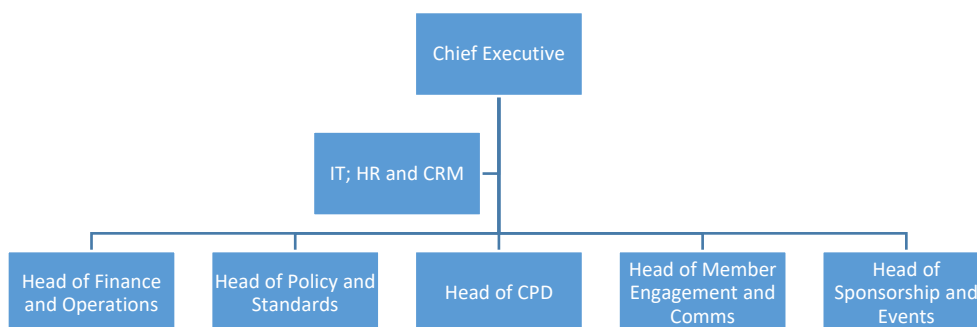 Chief Executive
IT; HR and CRM
Head of Finance
and Operations
Head of Policy and
Standards
Head of CPD
Head of Member
Engagement and
Comms
Head of
Sponsorship and
Events